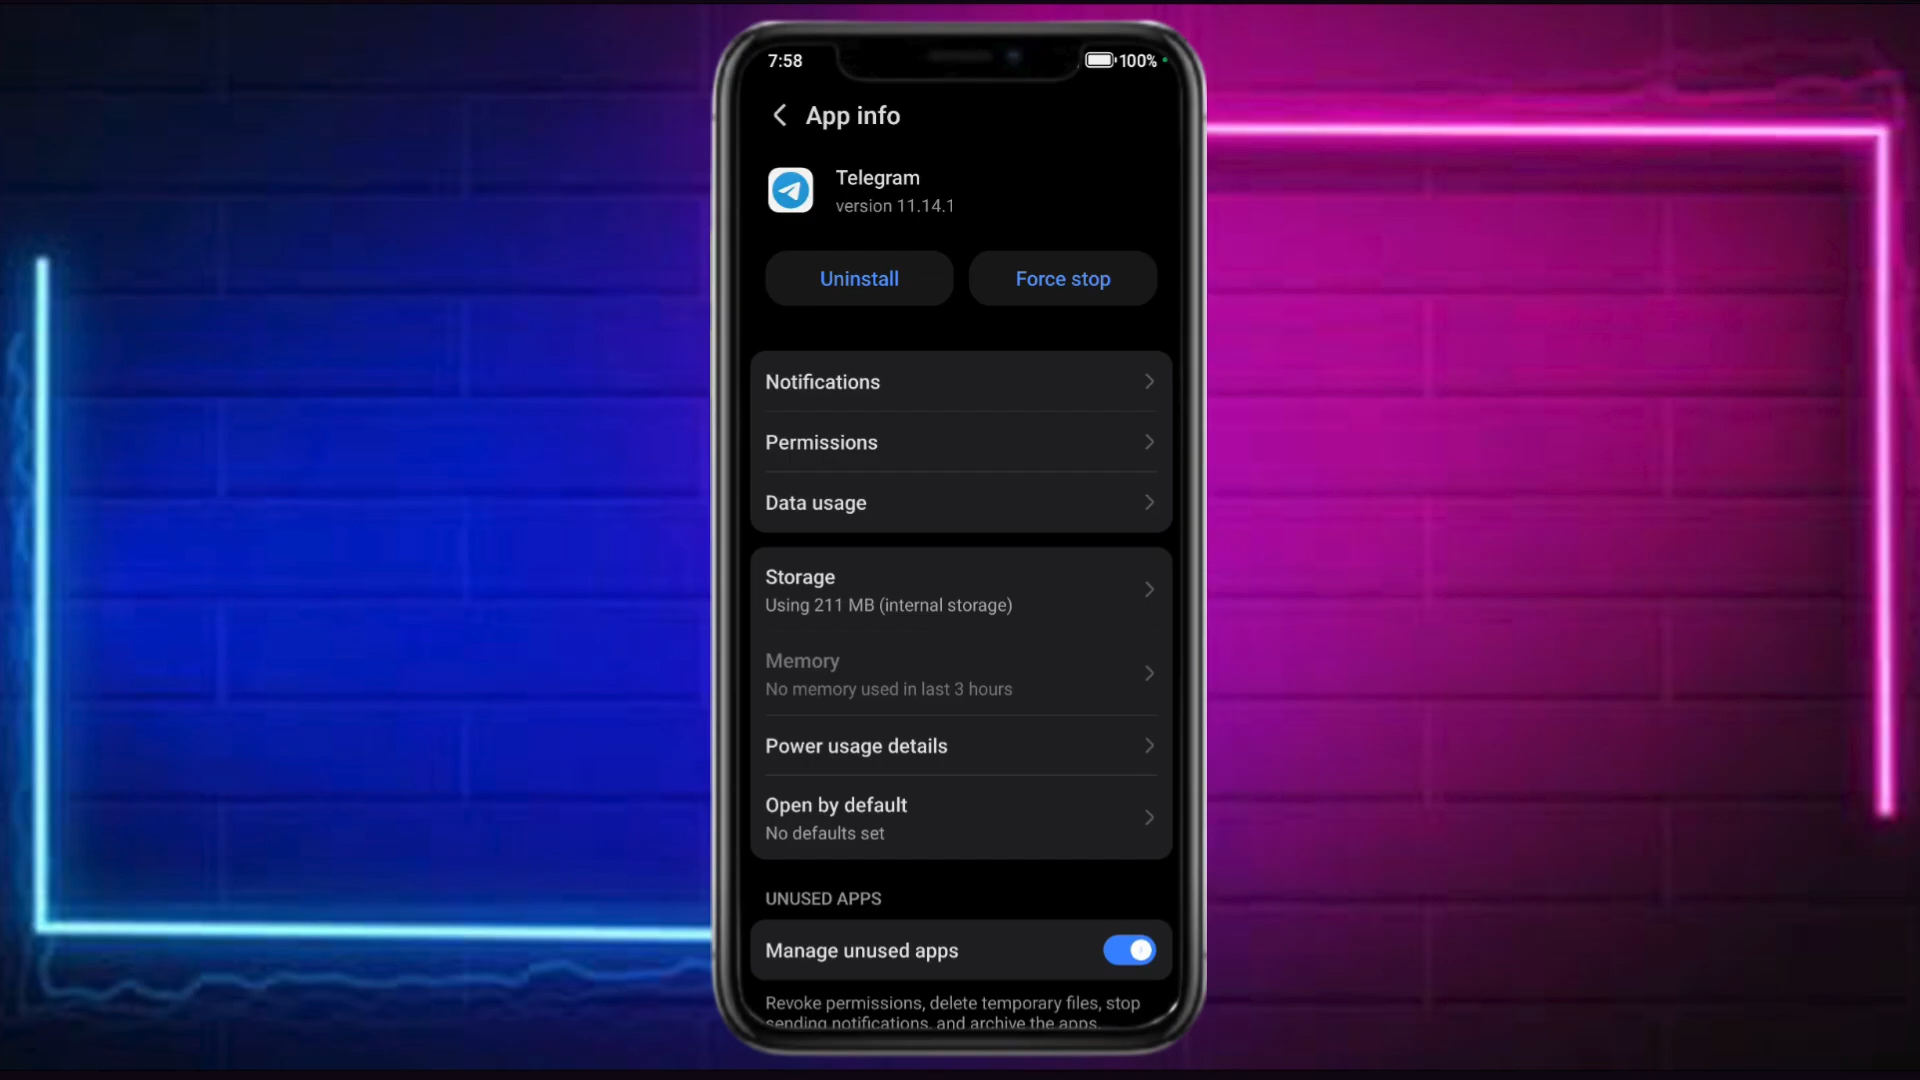 7:58
100%
App info
Telegram
version 11.14.1
Uninstall
Force stop
Notifications
Permissions
Data usage
Storage
Using 211 MB (internal storage)
Memory
No memory used in last 3 hours
Power usage details
Open by default
No defaults set
UNUSED APPS
Manage unused apps
Revoke permissions, delete temporary files, stop
sending notifications, and archive the apps.